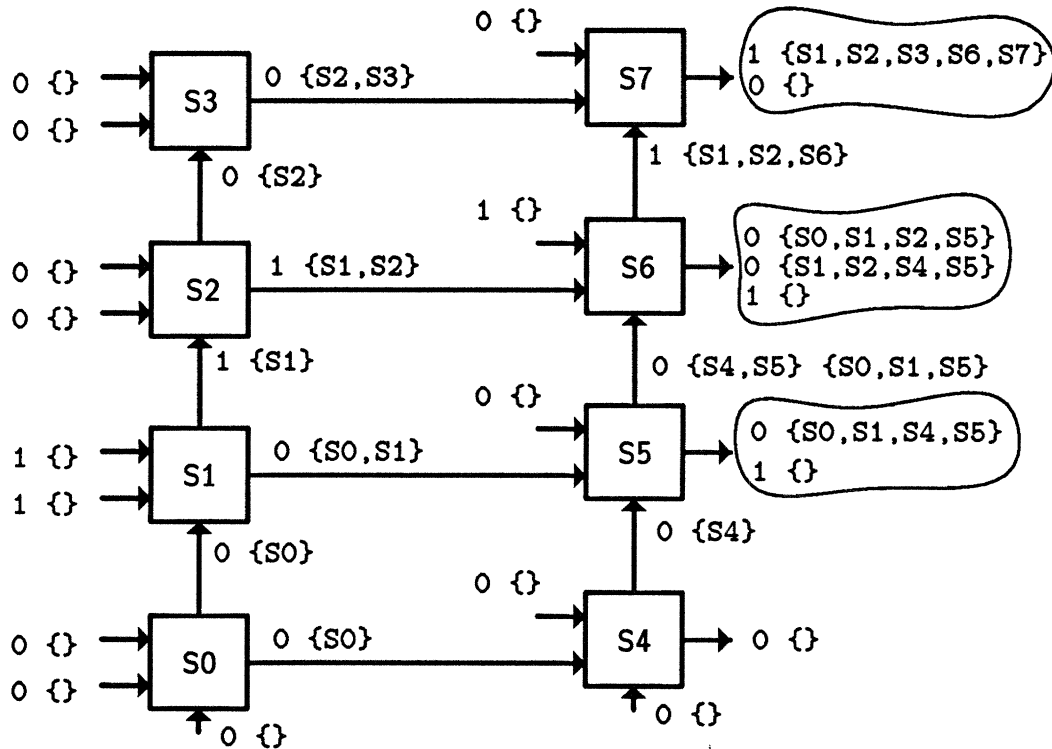 0 {}
0 {}
S3
0 {S2,S3}
0 {}
S7
1 {S1,S2,S3,S6,S7}
0 {}
0 {}
0 {S2}
1 {S1,S2,S6}
0 {}
0 {}
S2
1 {S1,S2}
1 {}
S6
0 {S0,S1,S2,S5}
0 {S1,S2,S4,S5}
1 {}
1 {S1}
0 {S4,S5} {S0,S1,S5}
1 {}
1 {}
S1
0 {S0,S1}
0 {}
S5
0 {S0,S1,S4,S5}
1 {}
0 {S0}
0 {S4}
0 {}
0 {}
S0
0 {S0}
0 {}
S4
0 {}
0 {}
0 {}